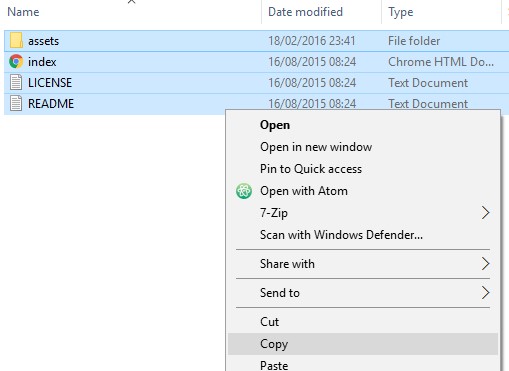 Name Date modified Type
assets 18/02/2016 23:41 File folder
index 16/08/2015 08:24 Chrome HTML Do...
LICENSE 16/08/2015 08:24 Text Document
README 16/08/2015 08:24 Text Document
Open
Open in new window
Pin to Quick access
Open with Atom
7-Zip
Scan with Windows Defender...
Share with
Send to
Cut
Copy
Paste